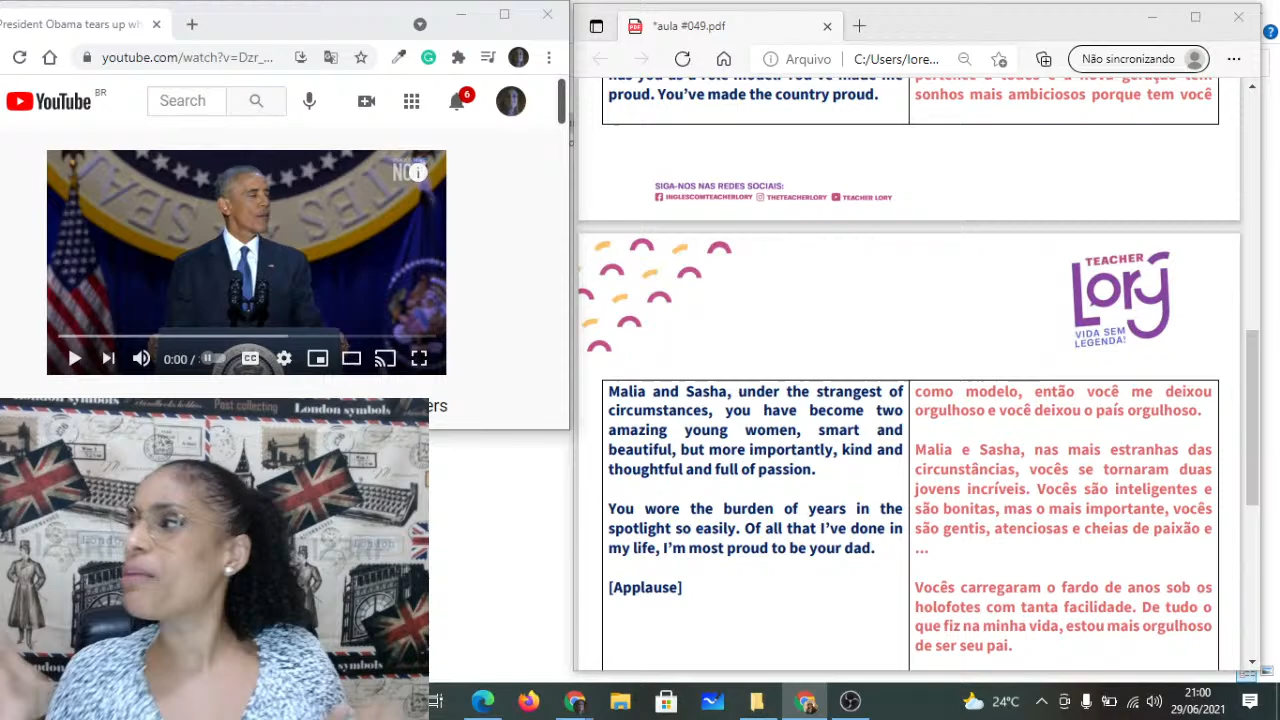 President Obama tears up wh
youtube.com/watch?v=Dzr_...
YouTube
BR
Search
6
NO
0:00 /
CC
ers
*aula #049.pdf
Arquivo
C:/Users/lore...
Não sincronizando
proud. You've made the country proud.
sonhos mais ambiciosos porque tem você
SIGA-NOS NAS REDES SOCIAIS:
INGLESCOMTEACHERLORY THETEACHERLORY TEACHER LORY
TEACHER
Lory
VIDA SEM
LEGENDA!
Malia and Sasha, under the strangest of
circumstances, you have become two
amazing young women, smart and
beautiful, but more importantly, kind and
thoughtful and full of passion.
You wore the burden of years in the
spotlight so easily. Of all that I've done in
my life, I'm most proud to be your dad.
[Applause]
como modelo, então você me deixou
orgulhoso e você deixou o país orgulhoso.
Malia e Sasha, nas mais estranhas das
circunstâncias, vocês se tornaram duas
jovens incríveis. Vocês são inteligentes e
são bonitas, mas o mais importante, vocês
são gentis, atenciosas e cheias de paixão e
...
Vocês carregaram o fardo de anos sob os
holofotes com tanta facilidade. De tudo o
que fiz na minha vida, estou mais orgulhoso
de ser seu pai.
Post collecting
London symbols
London
symbols
24°C
21:00
29/06/2021